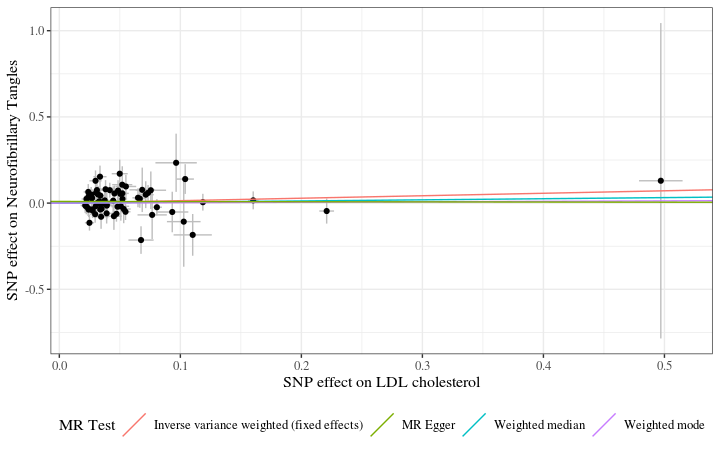 1.0
0.5
0.0
-0.5
SNP effect on Neurofibrillary Tangles
0.0 0.1 0.2 0.3 0.4 0.5
SNP effect on LDL cholesterol
MR Test Inverse variance weighted (fixed effects) MR Egger Weighted median Weighted mode